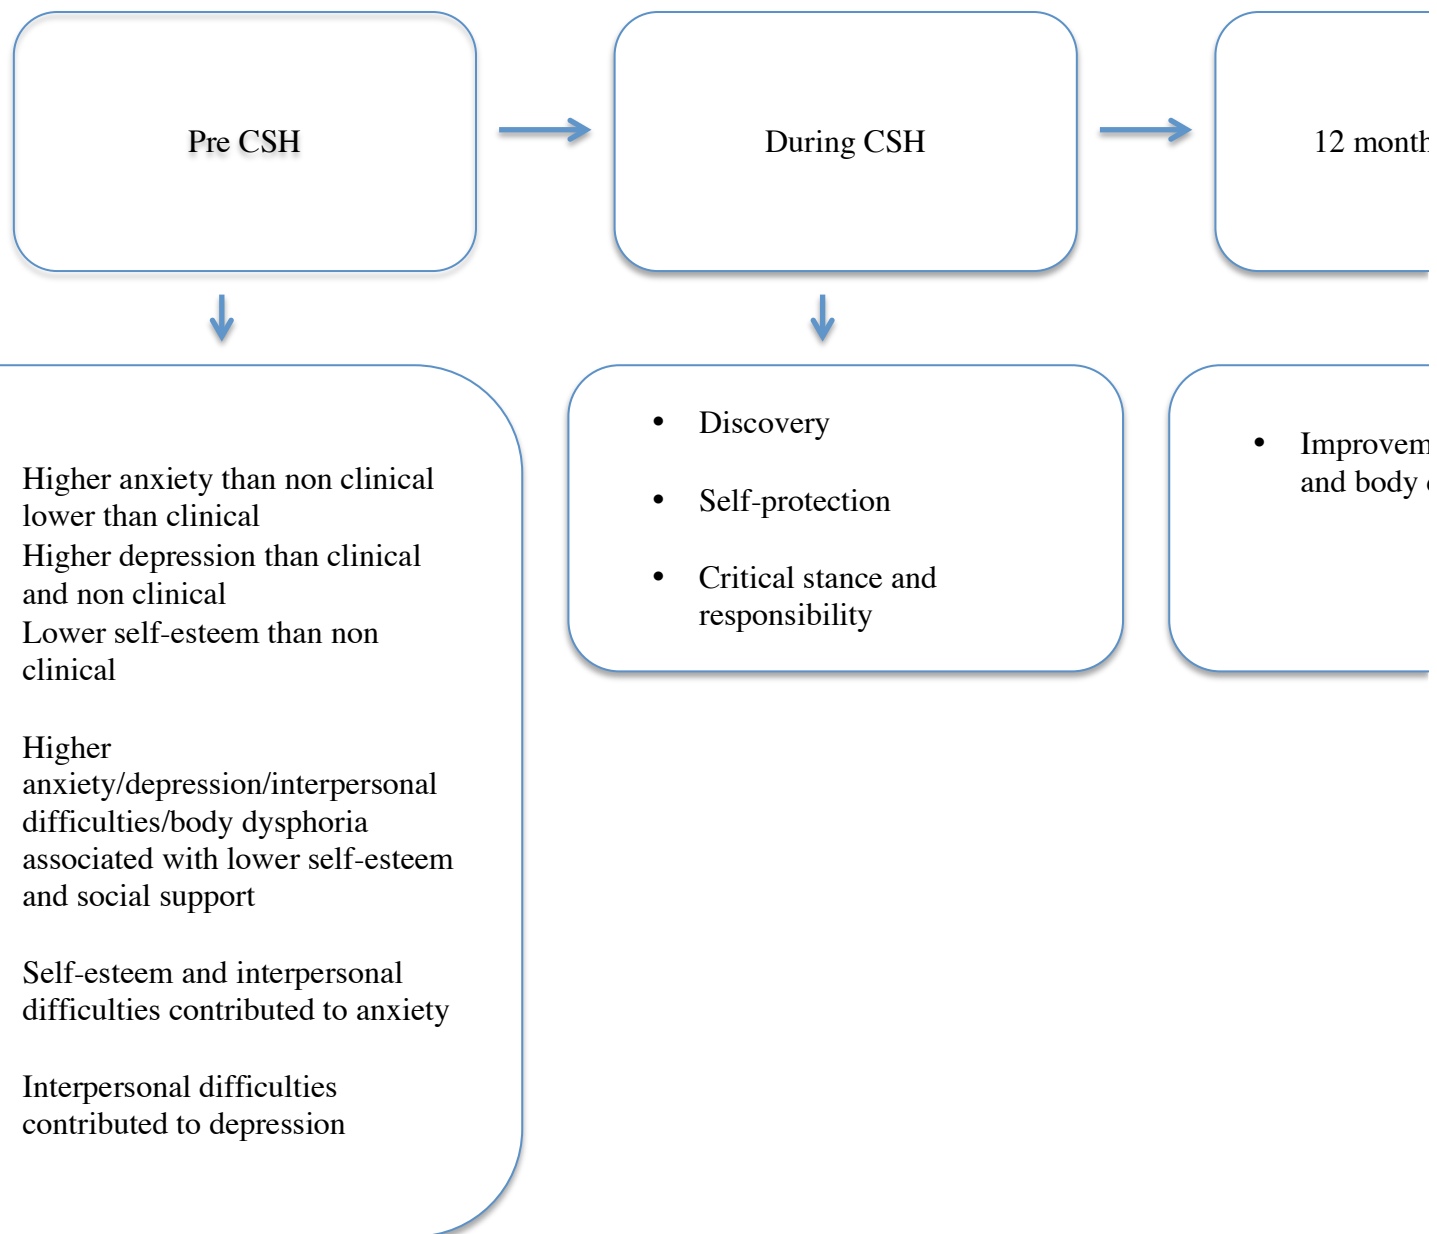 Pre CSH
During CSH
12 month
Higher anxiety than non clinical
lower than clinical
Higher depression than clinical
and non clinical
Lower self-esteem than non
clinical
Higher
anxiety/depression/interpersonal
difficulties/body dysphoria
associated with lower self-esteem
and social support
Self-esteem and interpersonal
difficulties contributed to anxiety
Interpersonal difficulties
contributed to depression
• Discovery
• Self-protection
• Critical stance and
responsibility
• Improvem
and body